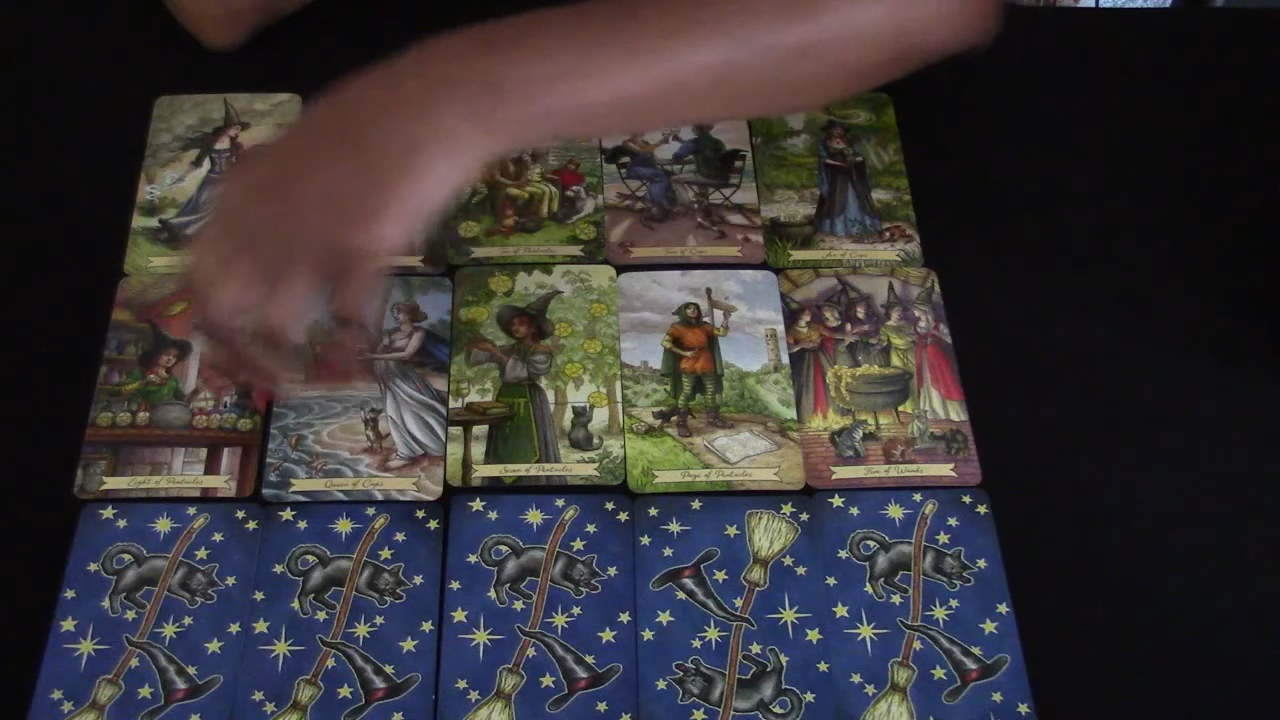 Ten of Pentacles
Ace of Cups
Eight of Pentacles
Queen of Cups
Seven of Pentacles
Page of Pentacles
Five of Wands